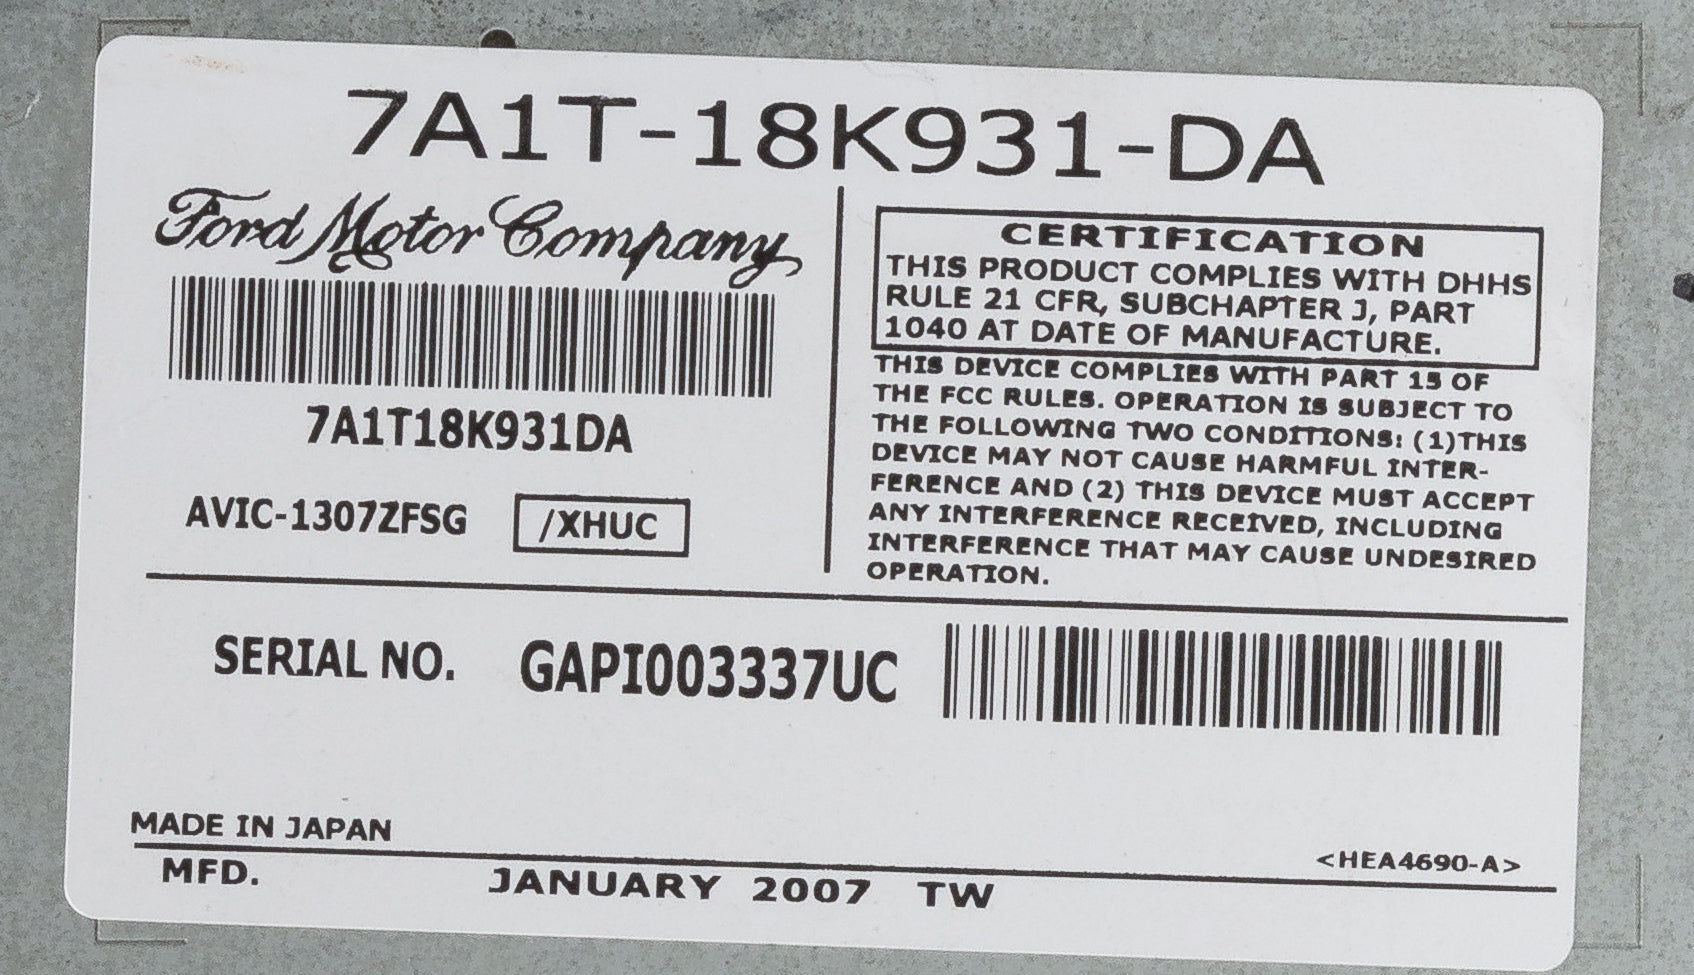 7A1T-18K931-DA
Ford Motor Company
7A1T18K931DA
AVIC-1307ZFSG /XHUC
CERTIFICATION
THIS PRODUCT COMPLIES WITH DHHS
RULE 21 CFR, SUBCHAPTER J, PART
1040 AT DATE OF MANUFACTURE.
THIS DEVICE COMPLIES WITH PART 15 OF
THE FCC RULES. OPERATION IS SUBJECT TO
THE FOLLOWING TWO CONDITIONS: (1)THIS
DEVICE MAY NOT CAUSE HARMFUL INTER-
FERENCE AND (2) THIS DEVICE MUST ACCEPT
ANY INTERFERENCE RECEIVED, INCLUDING
INTERFERENCE THAT MAY CAUSE UNDESIRED
OPERATION.
SERIAL NO. GAPI003337UC
MADE IN JAPAN
<HEA4690-A>
MFD. JANUARY 2007 TW